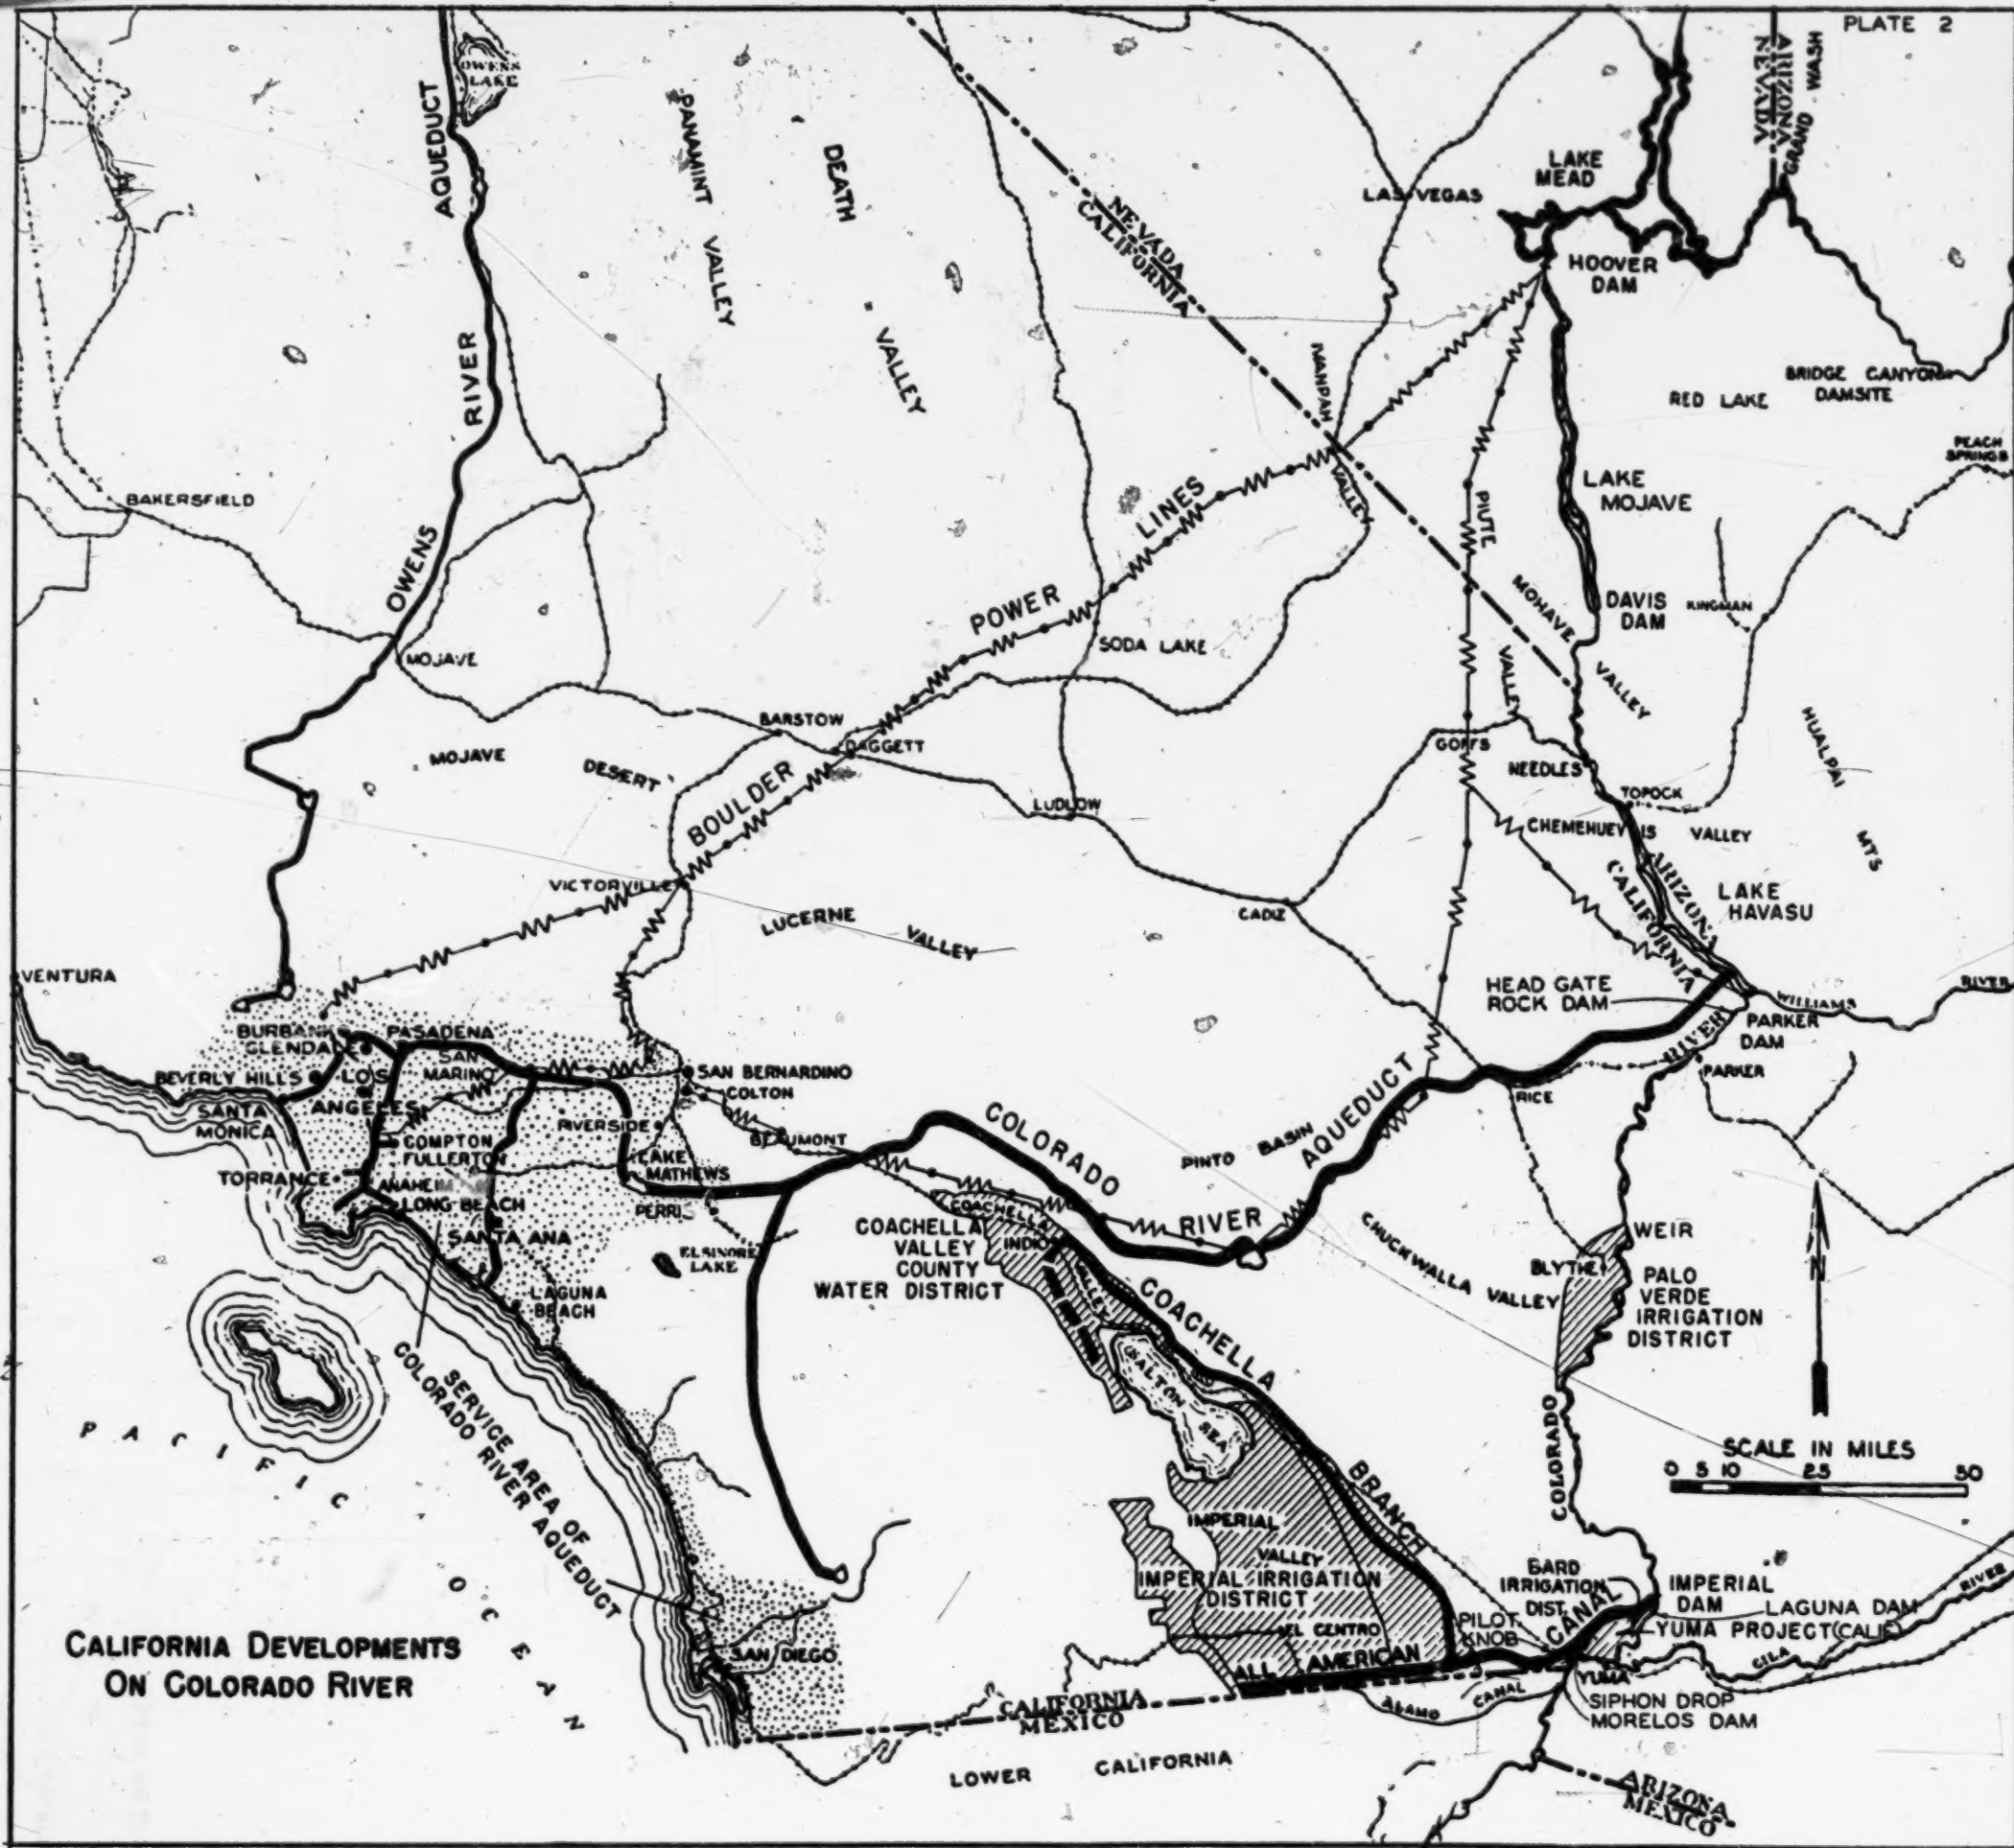 PLATE 2
OWENS
LAKE
AQUEDUCT
RIVER
OWENS
PANAMINT VALLEY
DEATH VALLEY
NEVADA
CALIFORNIA
ARIZONA
NEVADA
GRAND WASH
LAKE
MEAD
LAS VEGAS
HOOVER
DAM
BRIDGE CANYON
DAMSITE
RED LAKE
PEACH
SPRINGS
IVANPAH
VALLEY
LAKE
MOJAVE
BAKERSFIELD
PIUTE
VALLEY
MOHAVE
VALLEY
DAVIS
DAM
KINGMAN
BOULDER POWER LINES
SODA LAKE
MOJAVE
BARSTOW
DAGGETT
MOJAVE DESERT
GOFFS
NEEDLES
HUALPAI
MTS
TOPOCK
LUDLOW
CHEMEHUEVIS VALLEY
ARIZONA
CALIFORNIA
LAKE
HAVASU
VICTORVILLE
LUCERNE VALLEY
CADIZ
VENTURA
HEAD GATE
ROCK DAM
WILLIAMS RIVER
PARKER
DAM
RIVER
PARKER
BURBANK
GLENDALE
PASADENA
SAN
MARINO
BEVERLY HILLS
LOS
ANGELES
SAN BERNARDINO
COLTON
SANTA
MONICA
RIVERSIDE
BEAUMONT
COMPTON
FULLERTON
LAKE
MATHEWS
TORRANCE
ANAHEIM
LONG BEACH
PERRIS
SANTA ANA
ELSINORE
LAKE
LAGUNA
BEACH
COLORADO
RIVER
AQUEDUCT
PINTO BASIN
RICE
CHUCKWALLA VALLEY
COACHELLA
VALLEY
COUNTY
WATER DISTRICT
COACHELLA
INDIO
VALLEY
COACHELLA
BRANCH
SALTON
SEA
WEIR
BLYTHE
PALO
VERDE
IRRIGATION
DISTRICT
COLORADO
N
SCALE IN MILES
0 5 10 25 50
SERVICE AREA OF
COLORADO RIVER AQUEDUCT
PACIFIC
OCEAN
IMPERIAL
VALLEY
IMPERIAL IRRIGATION
DISTRICT
EL CENTRO
BARD
IRRIGATION
DIST.
PILOT
KNOB
ALL AMERICAN
CANAL
IMPERIAL
DAM
LAGUNA DAM
YUMA PROJECT (CALIF)
GILA
RIVER
YUMA
SIPHON DROP
MORELOS DAM
ALAMO CANAL
SAN DIEGO
CALIFORNIA
MEXICO
LOWER CALIFORNIA
ARIZONA
MEXICO
CALIFORNIA DEVELOPMENTS
ON COLORADO RIVER